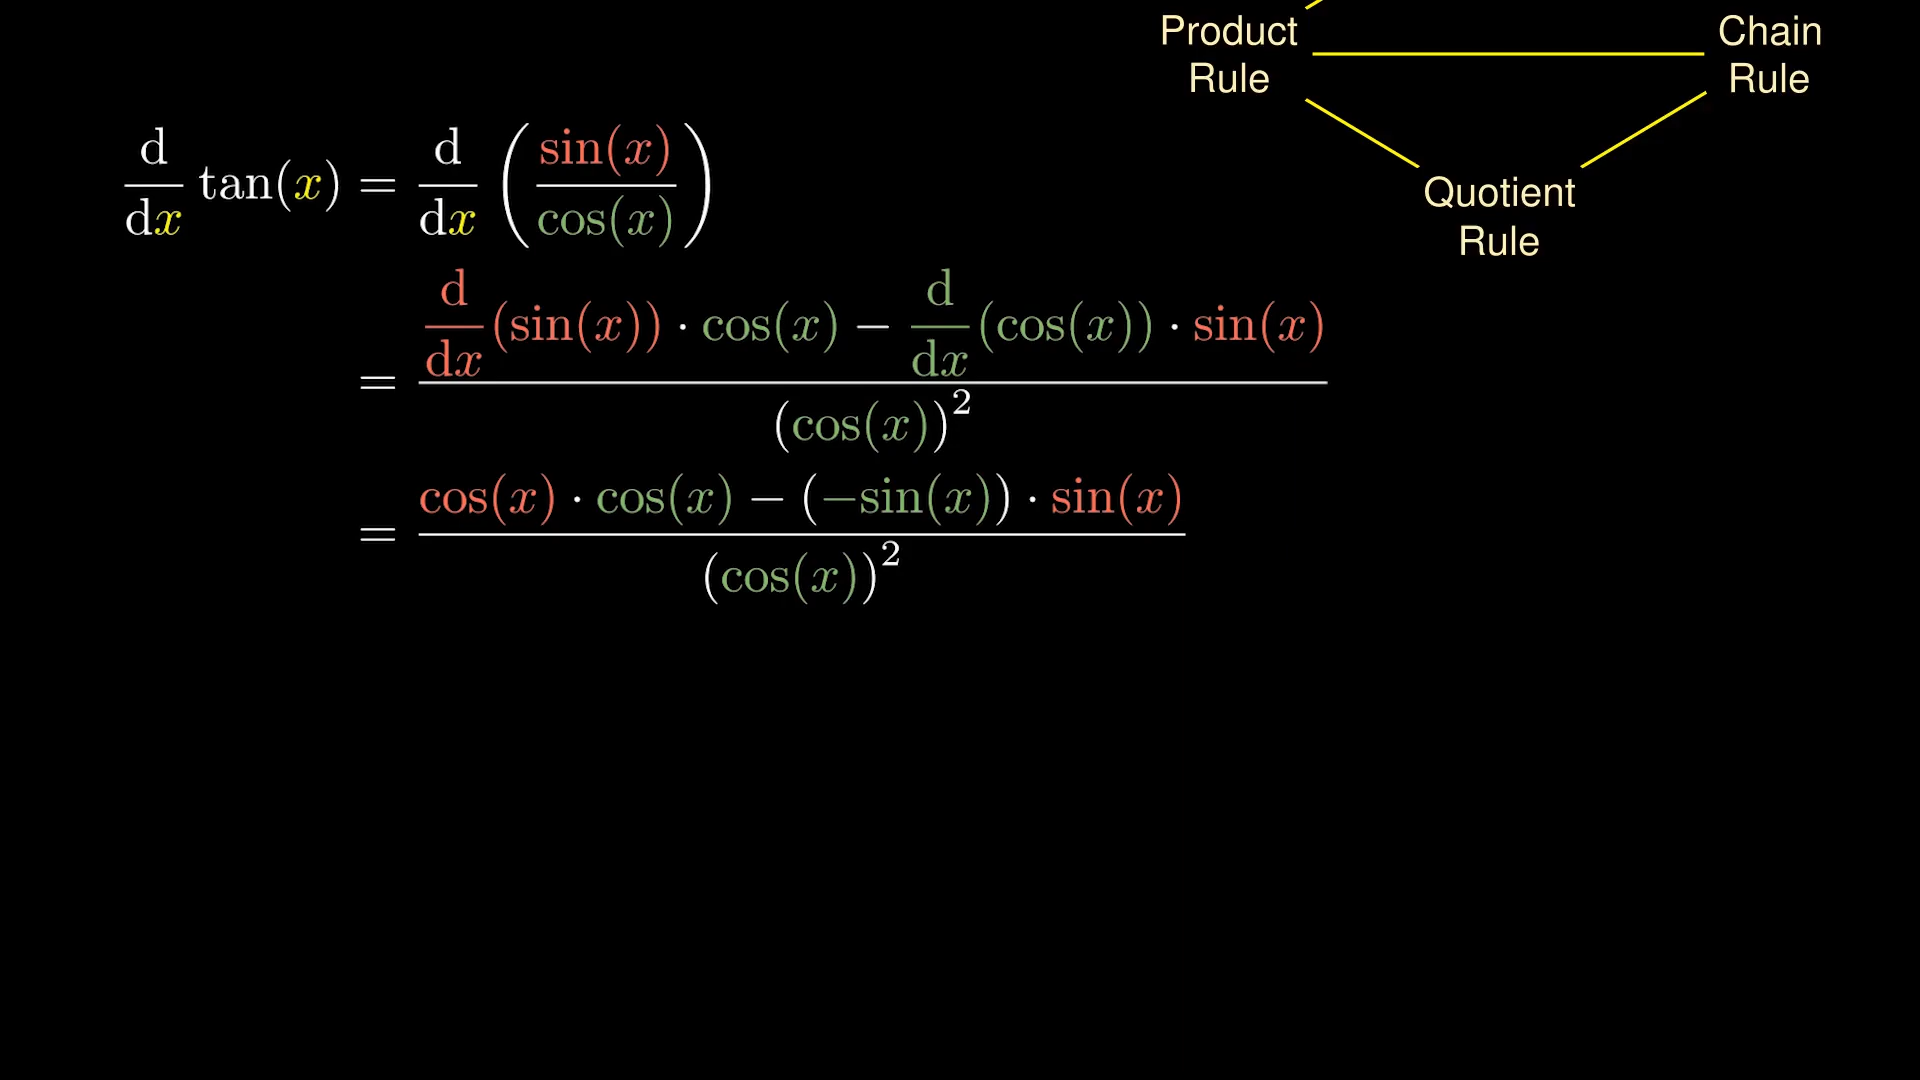 Product Rule
Chain Rule
Quotient Rule
d/dx tan(x) = d/dx (sin(x)/cos(x))
= (d/dx(sin(x)) · cos(x) − d/dx(cos(x)) · sin(x)) / (cos(x))²
= (cos(x) · cos(x) − (−sin(x)) · sin(x)) / (cos(x))²